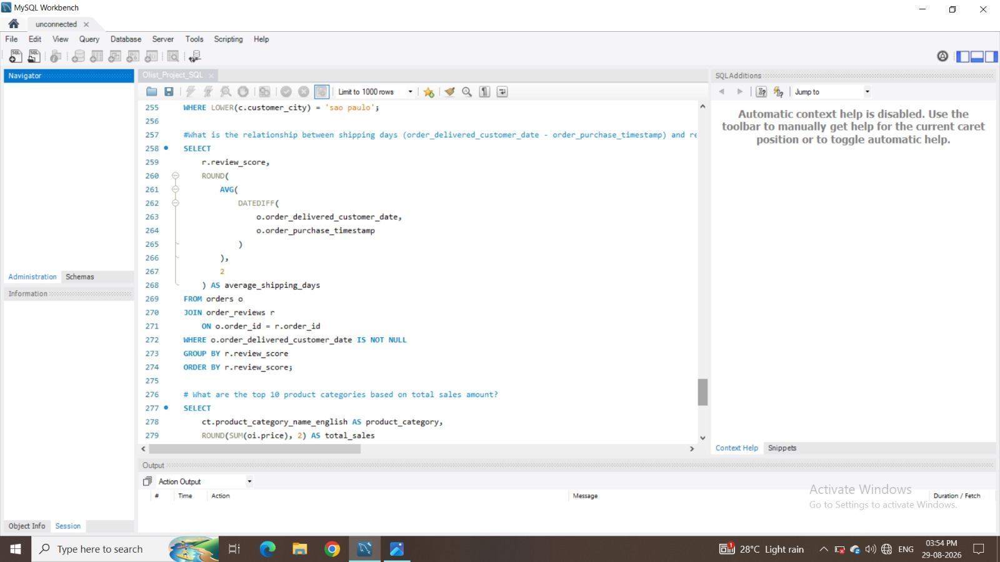 MySQL Workbench
unconnected
File Edit View Query Database Server Tools Scripting Help
Navigator
Olist_Project_SQL
SQLAdditions
Limit to 1000 rows
Jump to
255 WHERE LOWER(c.customer_city) = 'sao paulo';
256
257 #What is the relationship between shipping days (order_delivered_customer_date - order_purchase_timestamp) and re
258 SELECT
259 r.review_score,
260 ROUND(
261 AVG(
262 DATEDIFF(
263 o.order_delivered_customer_date,
264 o.order_purchase_timestamp
265 )
266 ),
267 2
268 ) AS average_shipping_days
269 FROM orders o
270 JOIN order_reviews r
271 ON o.order_id = r.order_id
272 WHERE o.order_delivered_customer_date IS NOT NULL
273 GROUP BY r.review_score
274 ORDER BY r.review_score;
275
276 # What are the top 10 product categories based on total sales amount?
277 SELECT
278 ct.product_category_name_english AS product_category,
279 ROUND(SUM(oi.price), 2) AS total_sales
Automatic context help is disabled. Use the
toolbar to manually get help for the current caret
position or to toggle automatic help.
Administration Schemas
Information
Context Help Snippets
Output
Action Output
# Time Action Message Duration / Fetch
Activate Windows
Go to Settings to activate Windows.
Object Info Session
Type here to search
1
28°C Light rain
ENG
03:54 PM
29-08-2026